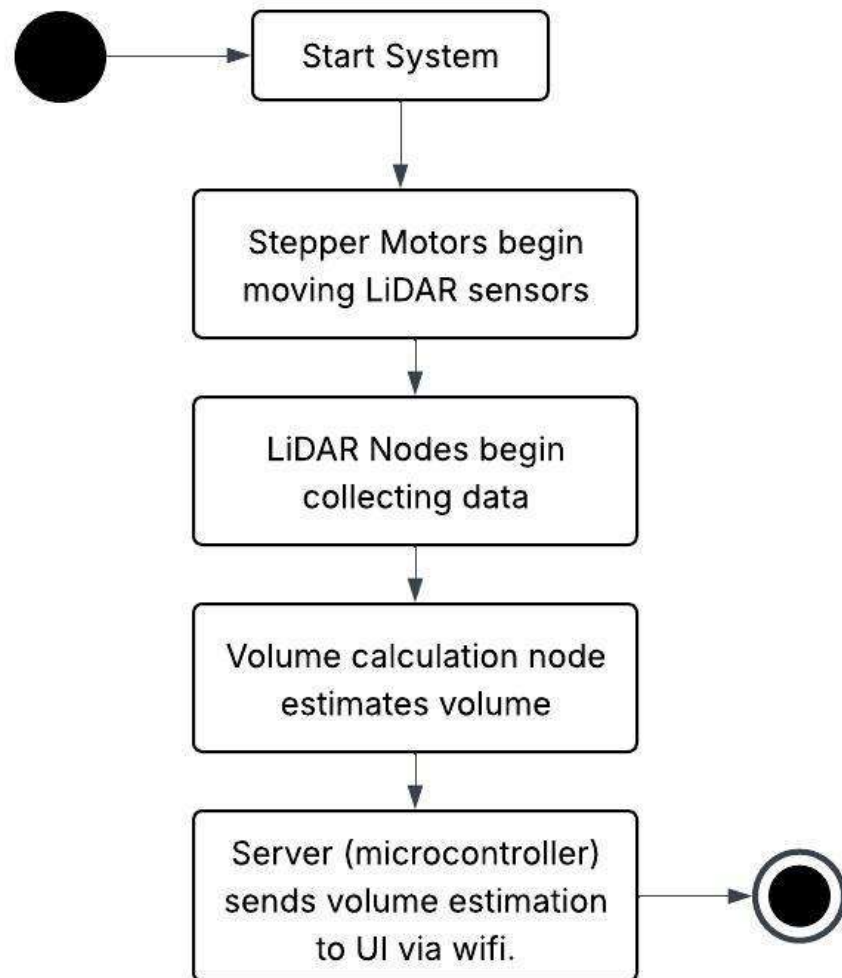 Start System
Stepper Motors begin
moving LiDAR sensors
LiDAR Nodes begin
collecting data
Volume calculation node
estimates volume
Server (microcontroller)
sends volume estimation
to UI via wifi.